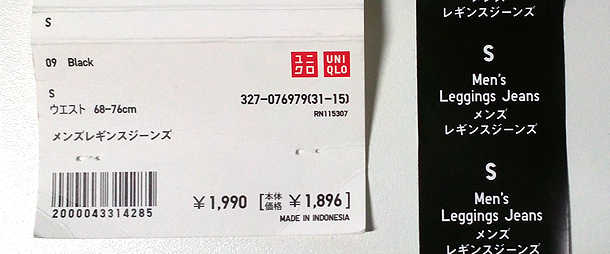 S
09 Black
ユニクロ
UNIQLO
S
ウエスト 68-76cm
327-076979(31-15)
RN115307
メンズレギンスジーンズ
2000043314285
¥1,990 [本体価格 ¥1,896]
MADE IN INDONESIA
レギンスジーンズ
S
Men's
Leggings Jeans
メンズ
レギンスジーンズ
S
Men's
Leggings Jeans
メンズ
レギンスジーンズ